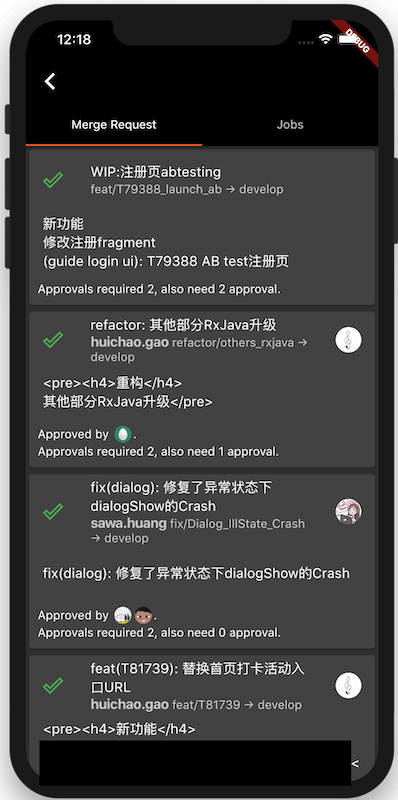 12:18
DEBUG
Merge Request
Jobs
WIP:注册页abtesting
feat/T79388_launch_ab → develop
新功能
修改注册fragment
(guide login ui): T79388 AB test注册页
Approvals required 2, also need 2 approval.
refactor: 其他部分RxJava升级
huichao.gao refactor/others_rxjava →
develop
<pre><h4>重构</h4>
其他部分RxJava升级</pre>
Approved by .
Approvals required 2, also need 1 approval.
fix(dialog): 修复了异常状态下
dialogShow的Crash
sawa.huang fix/Dialog_IllState_Crash
→ develop
fix(dialog): 修复了异常状态下dialogShow的Crash
Approved by .
Approvals required 2, also need 0 approval.
feat(T81739): 替换首页打卡活动入
口URL
huichao.gao feat/T81739 → develop
<pre><h4>新功能</h4>
<